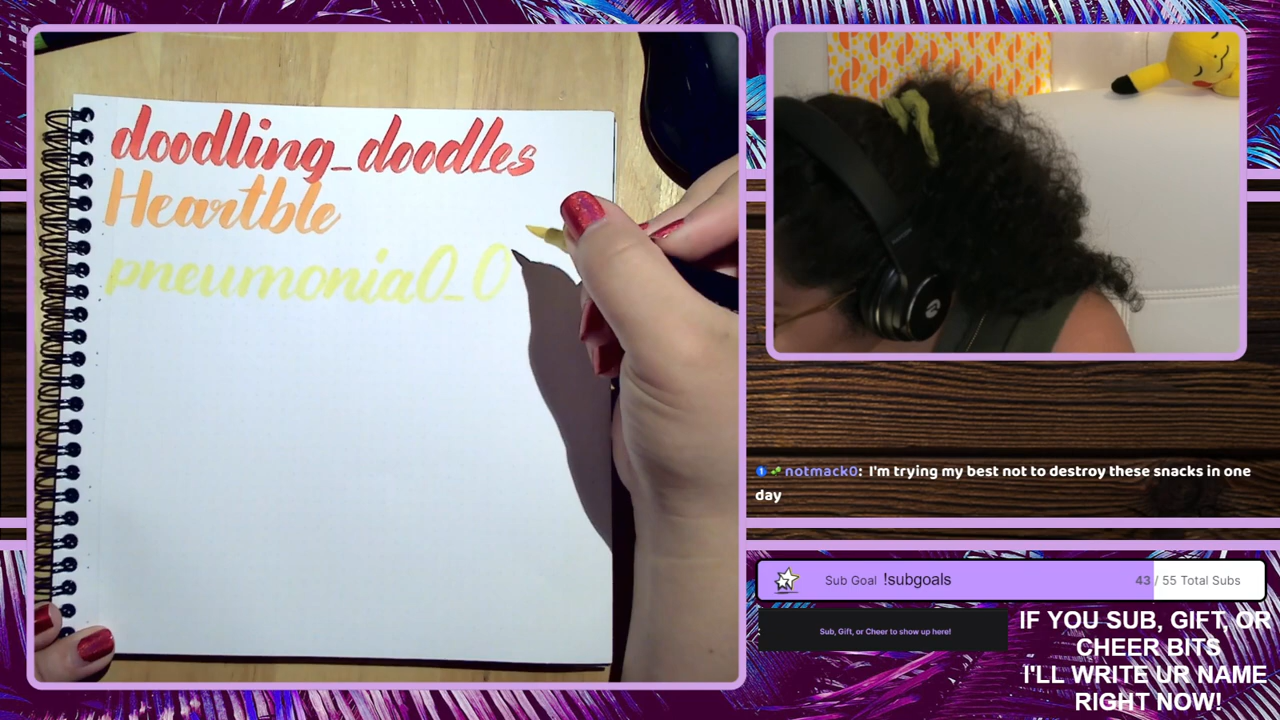 doodling_doodles
Heartble
pneumonia0_0
notmack0: I'm trying my best not to destroy these snacks in one
day
Sub Goal !subgoals
43 / 55 Total Subs
Sub, Gift, or Cheer to show up here!
IF YOU SUB, GIFT, OR
CHEER BITS
I'LL WRITE UR NAME
RIGHT NOW!